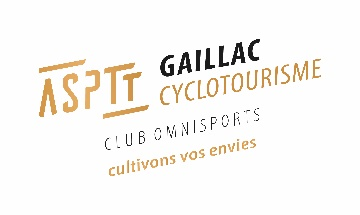 ASPTT GAILLAC
CYCLOTOURISME
CLUB OMNISPORTS
cultivons vos envies